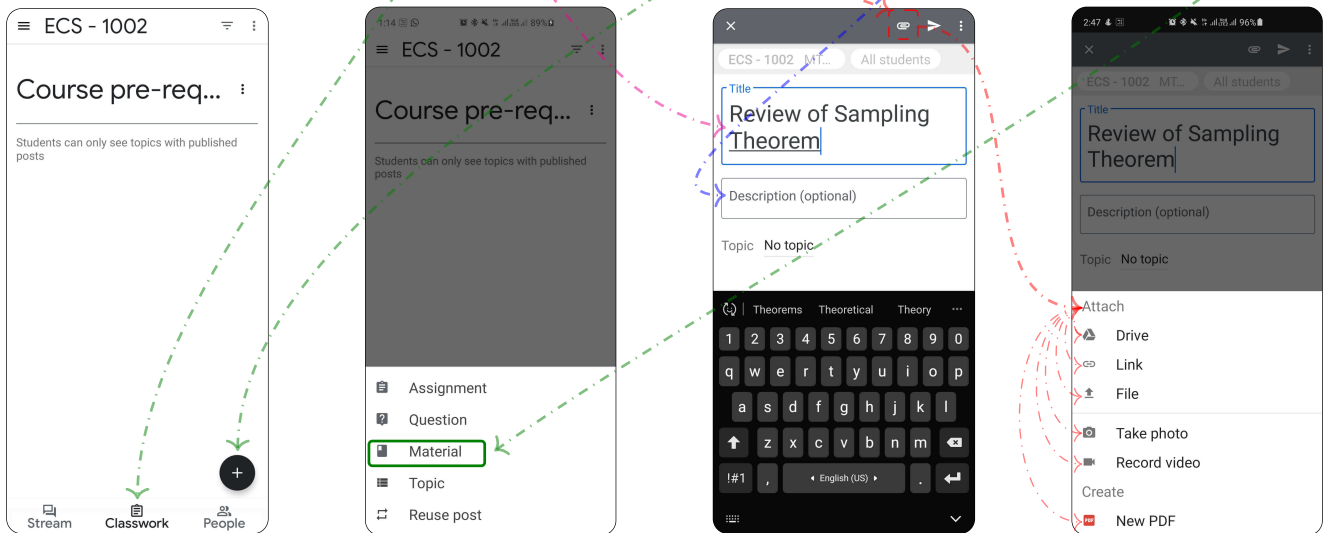 ECS - 1002
Course pre-req...
Students can only see topics with published
posts
+
Stream
Classwork
People
1:14
89%
ECS - 1002
Course pre-req...
Students can only see topics with published
posts
Assignment
Question
Material
Topic
Reuse post
ECS - 1002 MT...
All students
Title
Review of Sampling
Theorem
Description (optional)
Topic No topic
Theorems Theoretical Theory ...
1 2 3 4 5 6 7 8 9 0
q w e r t y u i o p
a s d f g h j k l
z x c v b n m
!#1 , English (US) .
2:47
96%
ECS - 1002 MT...
All students
Title
Review of Sampling
Theorem
Description (optional)
Topic No topic
Attach
Drive
Link
File
Take photo
Record video
Create
PDF New PDF